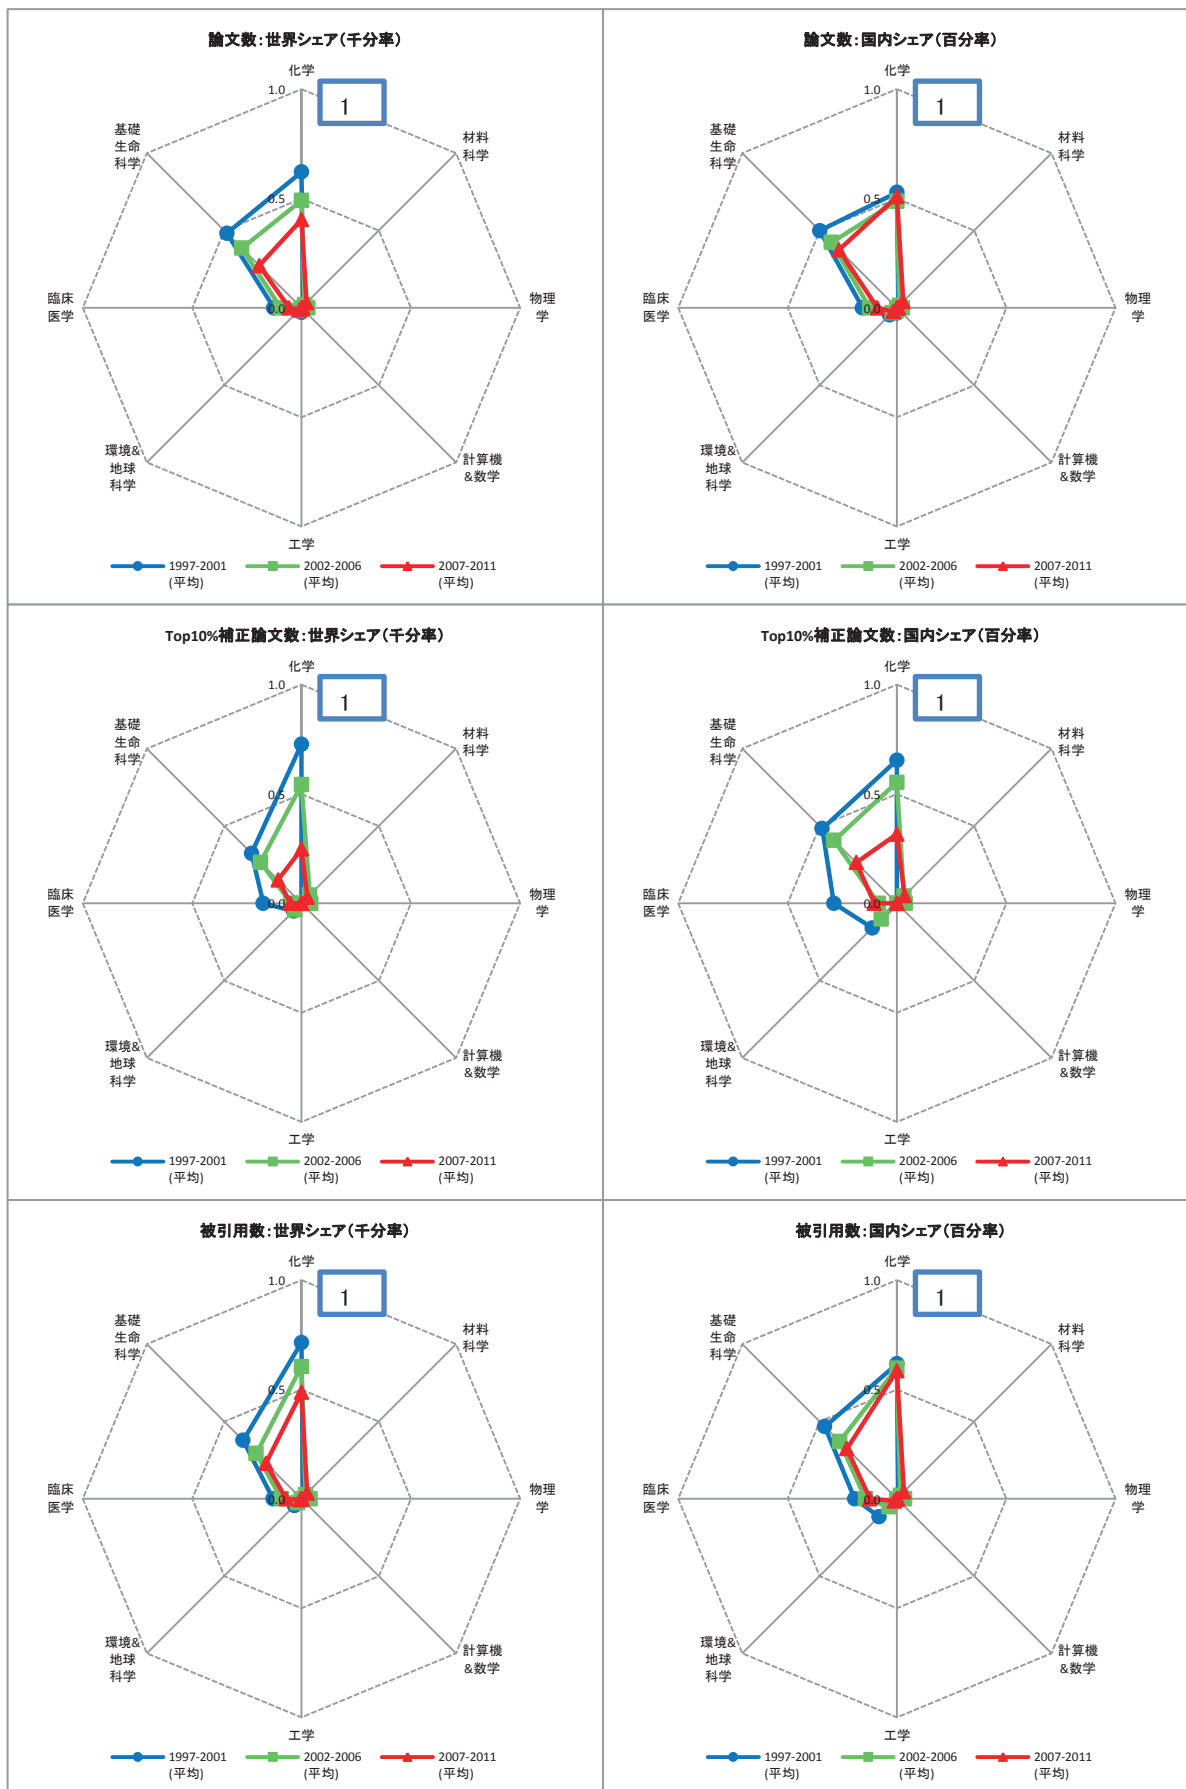 論文数：世界シェア（千分率）
化学
1.0
1
基礎
生命
科学
材料
科学
0.5
臨床
医学
0.0
物理
学
環境&
地球
科学
計算機
&数学
工学
1997-2001
(平均)
2002-2006
(平均)
2007-2011
(平均)
論文数：国内シェア（百分率）
化学
1.0
1
基礎
生命
科学
材料
科学
0.5
臨床
医学
0.0
物理
学
環境&
地球
科学
計算機
&数学
工学
1997-2001
(平均)
2002-2006
(平均)
2007-2011
(平均)
Top10%補正論文数：世界シェア（千分率）
化学
1.0
1
基礎
生命
科学
材料
科学
0.5
臨床
医学
0.0
物理
学
環境&
地球
科学
計算機
&数学
工学
1997-2001
(平均)
2002-2006
(平均)
2007-2011
(平均)
Top10%補正論文数：国内シェア（百分率）
化学
1.0
1
基礎
生命
科学
材料
科学
0.5
臨床
医学
0.0
物理
学
環境&
地球
科学
計算機
&数学
工学
1997-2001
(平均)
2002-2006
(平均)
2007-2011
(平均)
被引用数：世界シェア（千分率）
化学
1.0
1
基礎
生命
科学
材料
科学
0.5
臨床
医学
0.0
物理
学
環境&
地球
科学
計算機
&数学
工学
1997-2001
(平均)
2002-2006
(平均)
2007-2011
(平均)
被引用数：国内シェア（百分率）
化学
1.0
1
基礎
生命
科学
材料
科学
0.5
臨床
医学
0.0
物理
学
環境&
地球
科学
計算機
&数学
工学
1997-2001
(平均)
2002-2006
(平均)
2007-2011
(平均)